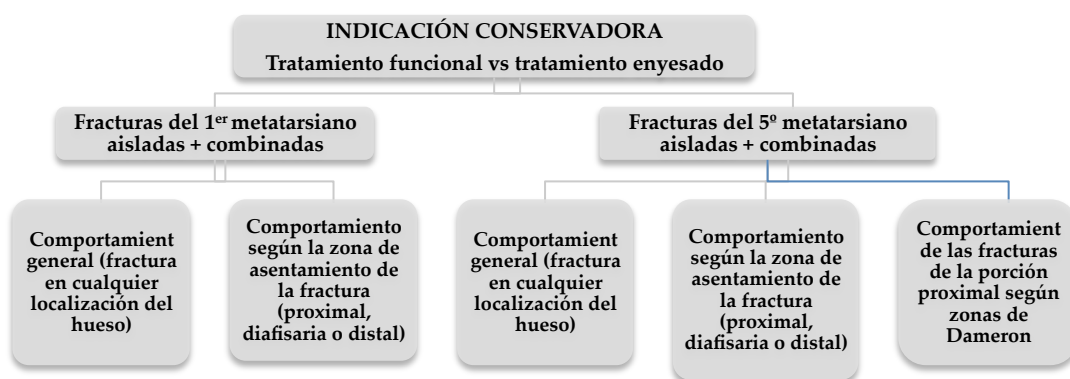 INDICACIÓN CONSERVADORA
Tratamiento funcional vs tratamiento enyesado
Fracturas del 1er metatarsiano
aisladas + combinadas
Fracturas del 5º metatarsiano
aisladas + combinadas
Comportamient
general (fractura
en cualquier
localización del
hueso)
Comportamiento
según la zona de
asentamiento de
la fractura
(proximal,
diafisaria o distal)
Comportamient
general (fractura
en cualquier
localización del
hueso)
Comportamiento
según la zona de
asentamiento de
la fractura
(proximal,
diafisaria o distal)
Comportamient
de las fracturas
de la porción
proximal según
zonas de
Dameron